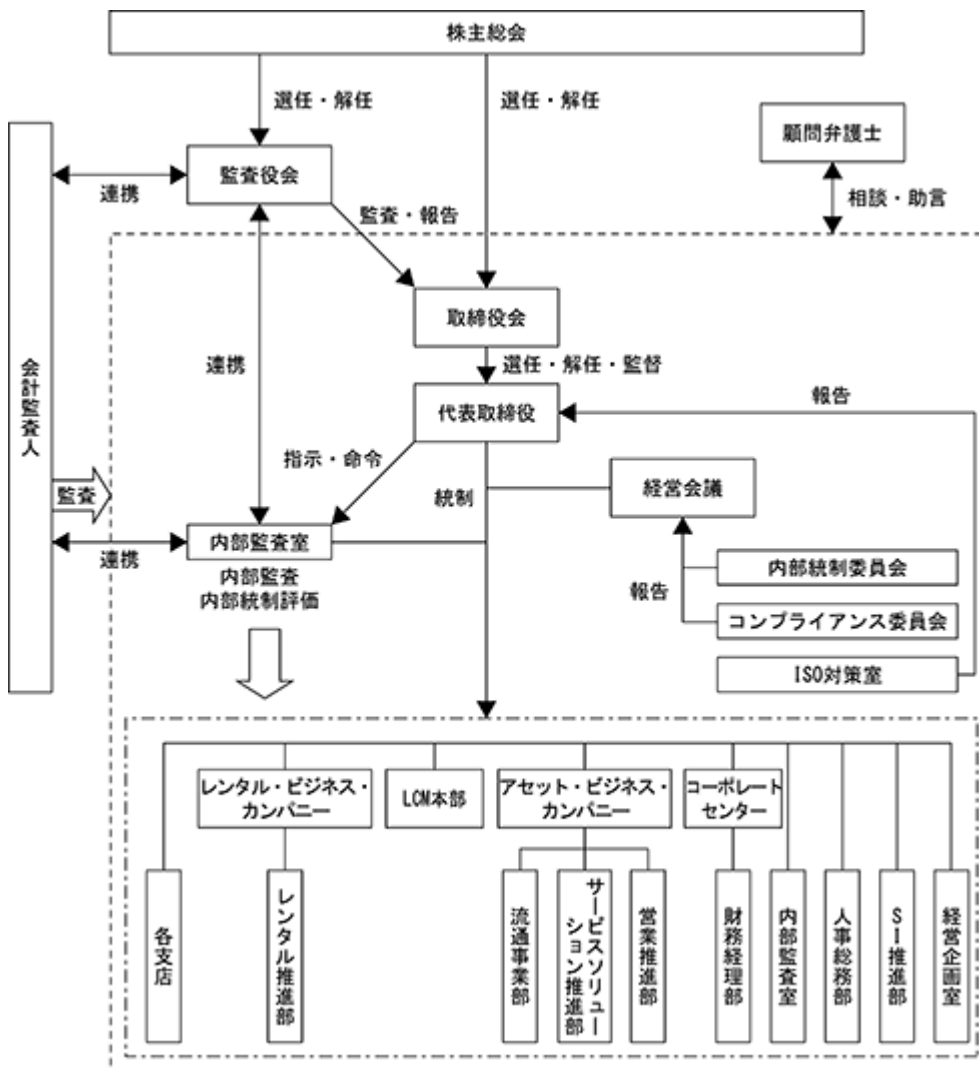 株主総会
選任・解任
選任・解任
顧問弁護士
監査役会
連携
相談・助言
監査・報告
取締役会
連携
選任・解任・監督
会計監査人
代表取締役
報告
指示・命令
統制
経営会議
監査
内部監査室
連携
内部監査
内部統制評価
内部統制委員会
報告
コンプライアンス委員会
ISO対策室
レンタル・ビジネス・
カンパニー
LCM本部
アセット・ビジネス・
カンパニー
コーポレート
センター
各支店
レンタル推進部
流通事業部
サービスソリュー
ション推進部
営業推進部
財務経理部
内部監査室
人事総務部
SI推進部
経営企画室